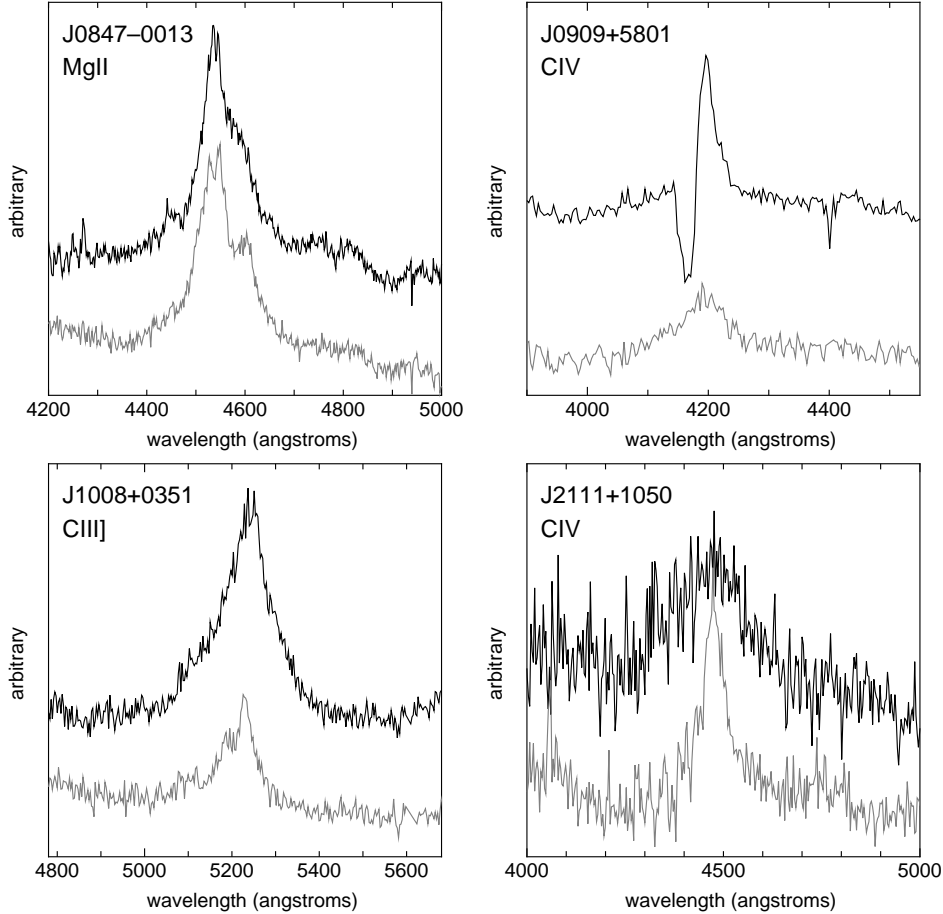 J0847–0013
MgII
arbitrary
4200 4400 4600 4800 5000
wavelength (angstroms)
J0909+5801
CIV
arbitrary
4000 4200 4400
wavelength (angstroms)
J1008+0351
CIII]
arbitrary
4800 5000 5200 5400 5600
wavelength (angstroms)
J2111+1050
CIV
arbitrary
4000 4500 5000
wavelength (angstroms)